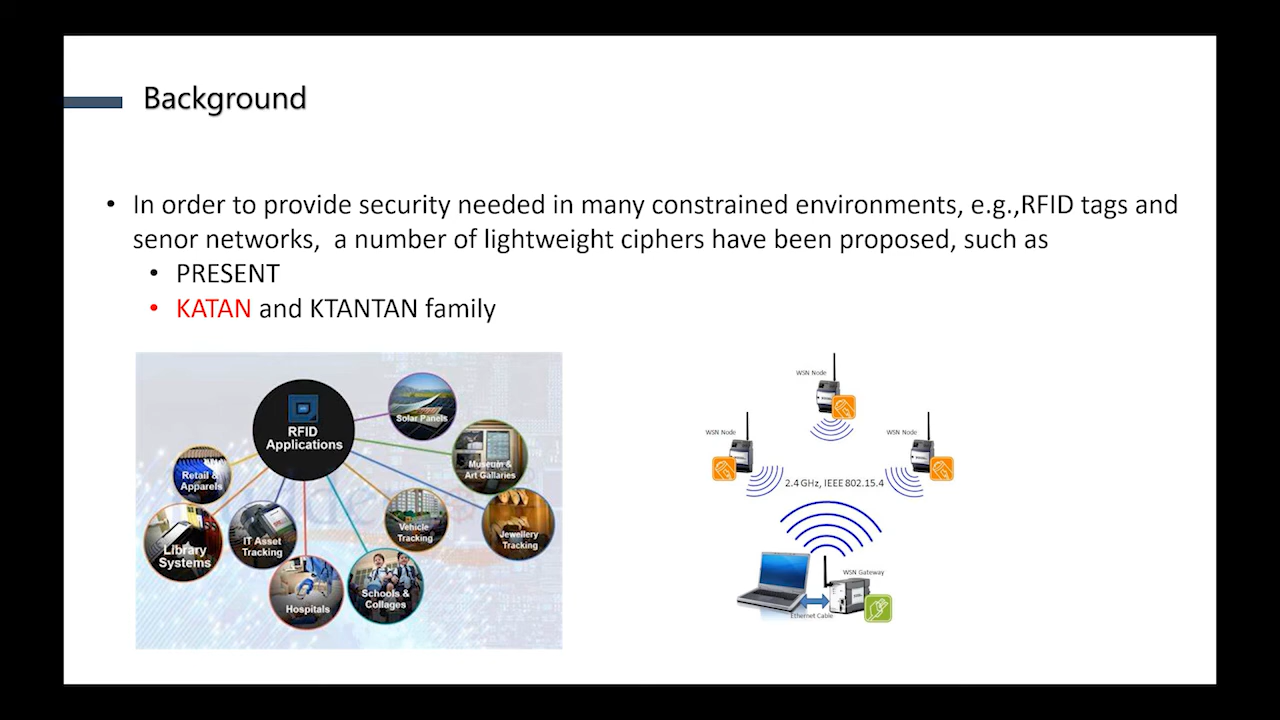 Background
• In order to provide security needed in many constrained environments, e.g.,RFID tags and
senor networks, a number of lightweight ciphers have been proposed, such as
• PRESENT
• KATAN and KTANTAN family
RFID
Applications
Solar Panels
Museum &
Art Gallaries
Retail &
Apparels
Vehicle
Tracking
Jewellery
Tracking
IT Asset
Tracking
Library
Systems
Schools &
Collages
Hospitals
WSN Node
WSN Node
WSN Node
2.4 GHz, IEEE 802.15.4
WSN Gateway
Ethernet Cable